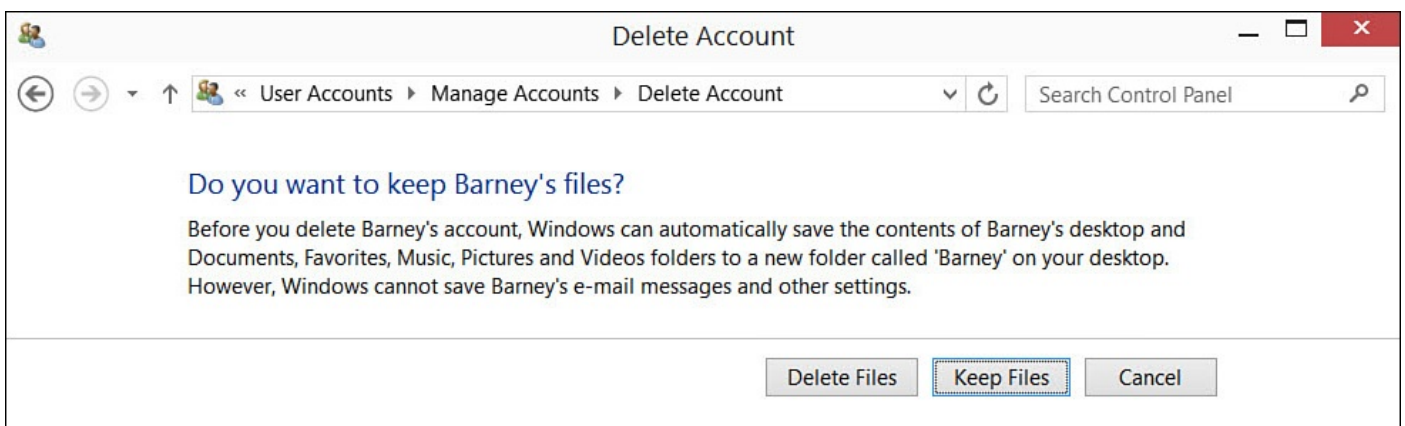 Delete Account
« User Accounts ▸ Manage Accounts ▸ Delete Account
Search Control Panel
Do you want to keep Barney's files?
Before you delete Barney's account, Windows can automatically save the contents of Barney's desktop and
Documents, Favorites, Music, Pictures and Videos folders to a new folder called 'Barney' on your desktop.
However, Windows cannot save Barney's e-mail messages and other settings.
Delete Files
Keep Files
Cancel